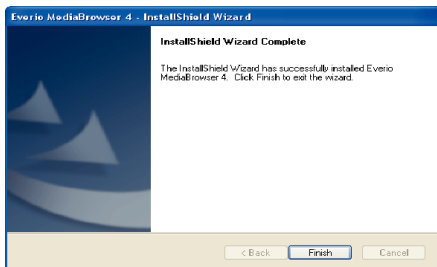 Everio MediaBrowser 4 - InstallShield Wizard
InstallShield Wizard Complete
The InstallShield Wizard has successfully installed Everio
MediaBrowser 4. Click Finish to exit the wizard.
< Back
Finish
Cancel